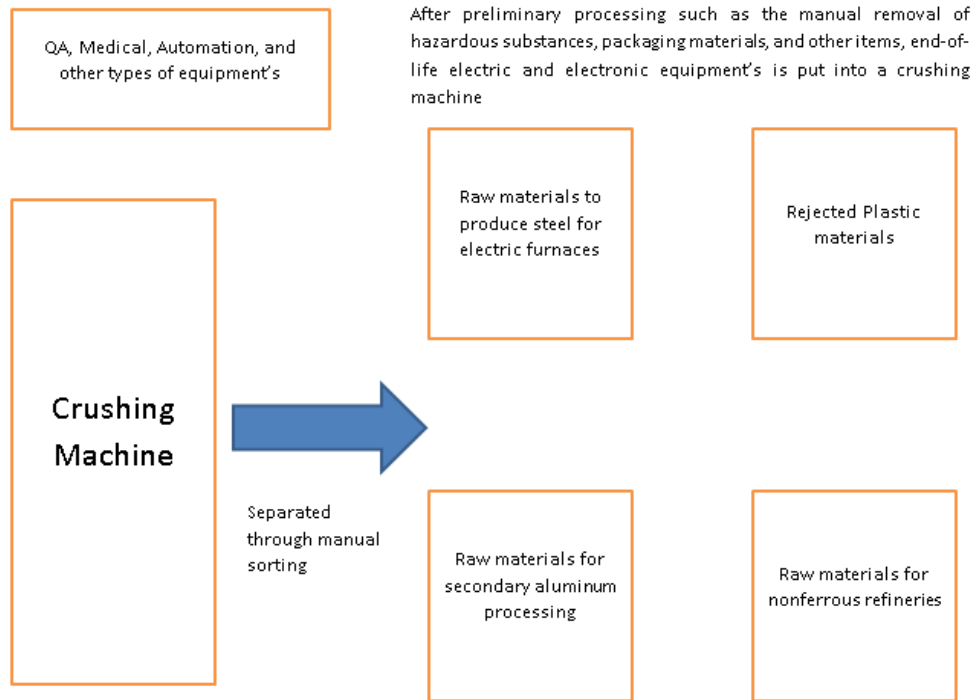 QA, Medical, Automation, and
other types of equipment's
After preliminary processing such as the manual removal of
hazardous substances, packaging materials, and other items, end-of-
life electric and electronic equipment's is put into a crushing
machine
Raw materials to
produce steel for
electric furnaces
Rejected Plastic
materials
Crushing
Machine
Separated
through manual
sorting
Raw materials for
secondary aluminum
processing
Raw materials for
nonferrous refineries